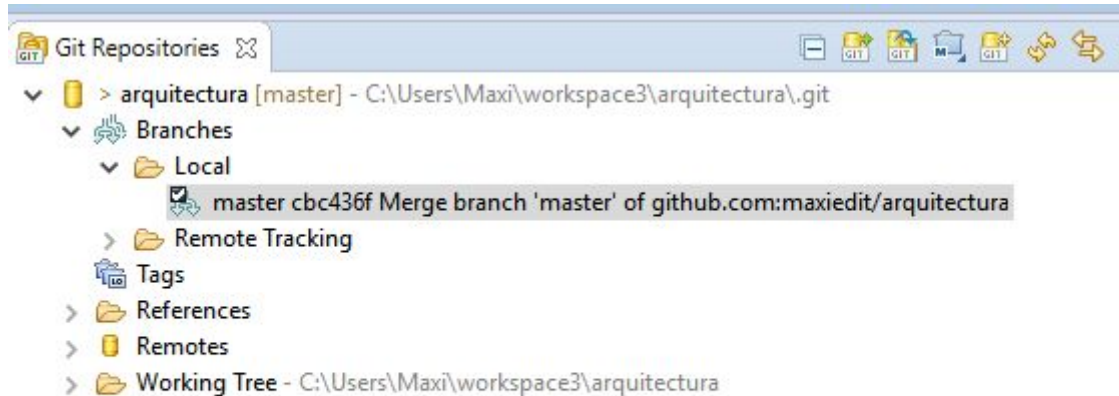 Git Repositories
> arquitectura [master] - C:\Users\Maxi\workspace3\arquitectura\.git
Branches
Local
master cbc436f Merge branch 'master' of github.com:maxiedit/arquitectura
Remote Tracking
Tags
References
Remotes
Working Tree - C:\Users\Maxi\workspace3\arquitectura